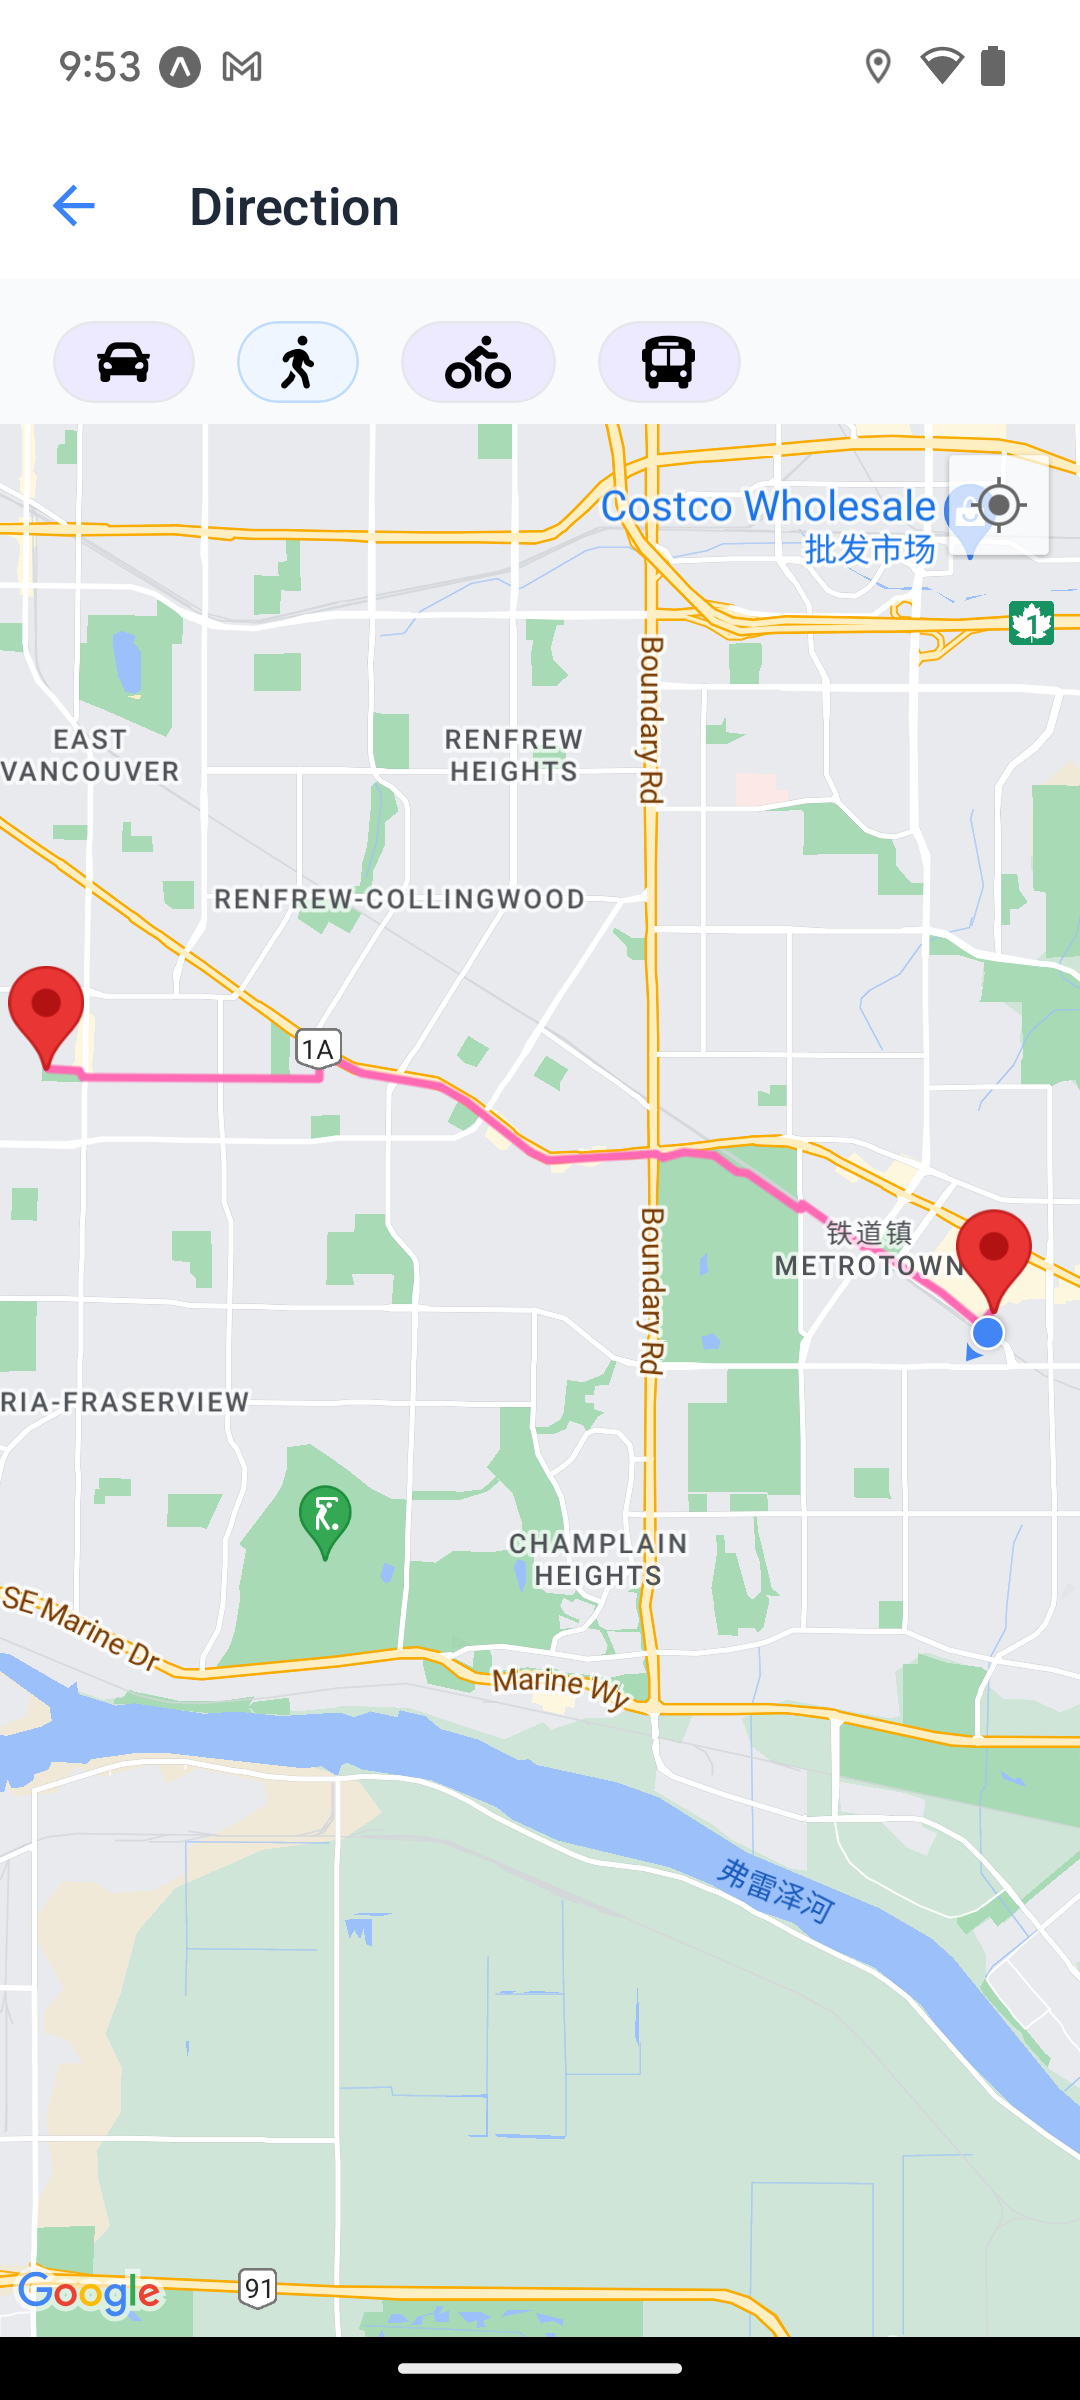 9:53
Direction
Costco Wholesale
批发市场
1
Boundary Rd
EAST
VANCOUVER
RENFREW
HEIGHTS
RENFREW-COLLINGWOOD
1A
Boundary Rd
铁道镇
METROTOWN
RIA-FRASERVIEW
CHAMPLAIN
HEIGHTS
SE Marine Dr
Marine Wy
弗雷泽河
Google
91